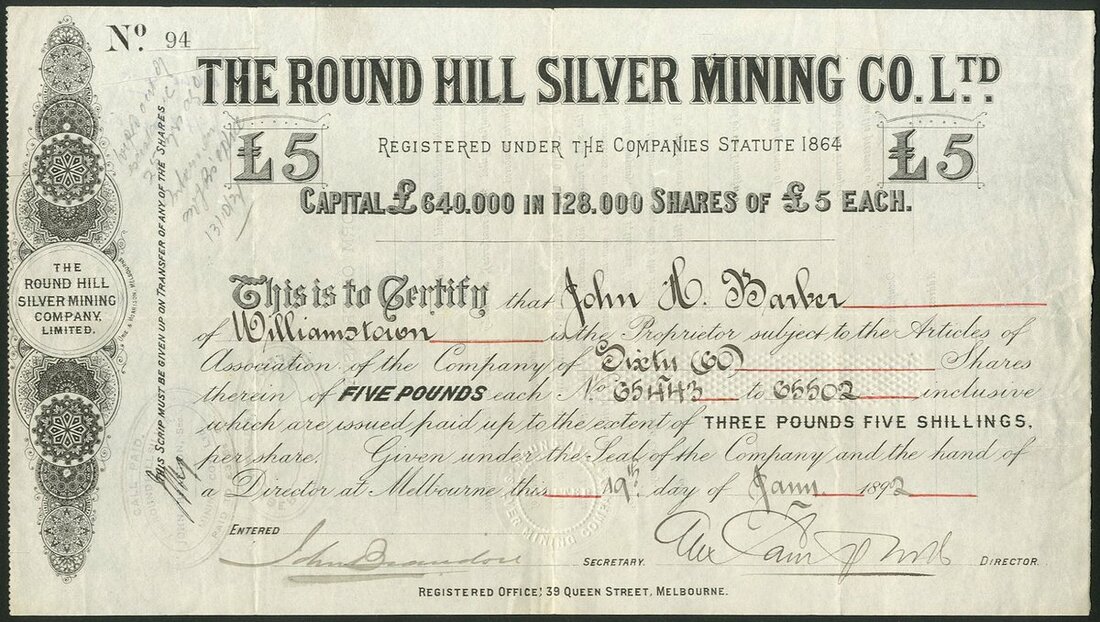 No. 94
THE ROUND HILL SILVER MINING CO. LTD.
£5
REGISTERED UNDER THE COMPANIES STATUTE 1864
£5
CAPITAL £640.000 IN 128.000 SHARES OF £5 EACH.
This is to Certify that John H. Barber
of Williamstown is the Proprietor subject to the Articles of
Association of the Company of Sixty (60) Shares
therein of FIVE POUNDS each No 65443 to 65502 inclusive
which are issued paid up to the extent of THREE POUNDS FIVE SHILLINGS,
per share. Given under the Seal of the Company and the hand of
a Director at Melbourne this 19th day of Jany 1892
ENTERED
SECRETARY.
DIRECTOR.
REGISTERED OFFICE: 39 QUEEN STREET, MELBOURNE.
THE
ROUND HILL
SILVER MINING
COMPANY,
LIMITED.
THIS SCRIP MUST BE GIVEN UP ON TRANSFER OF ANY OF THE SHARES